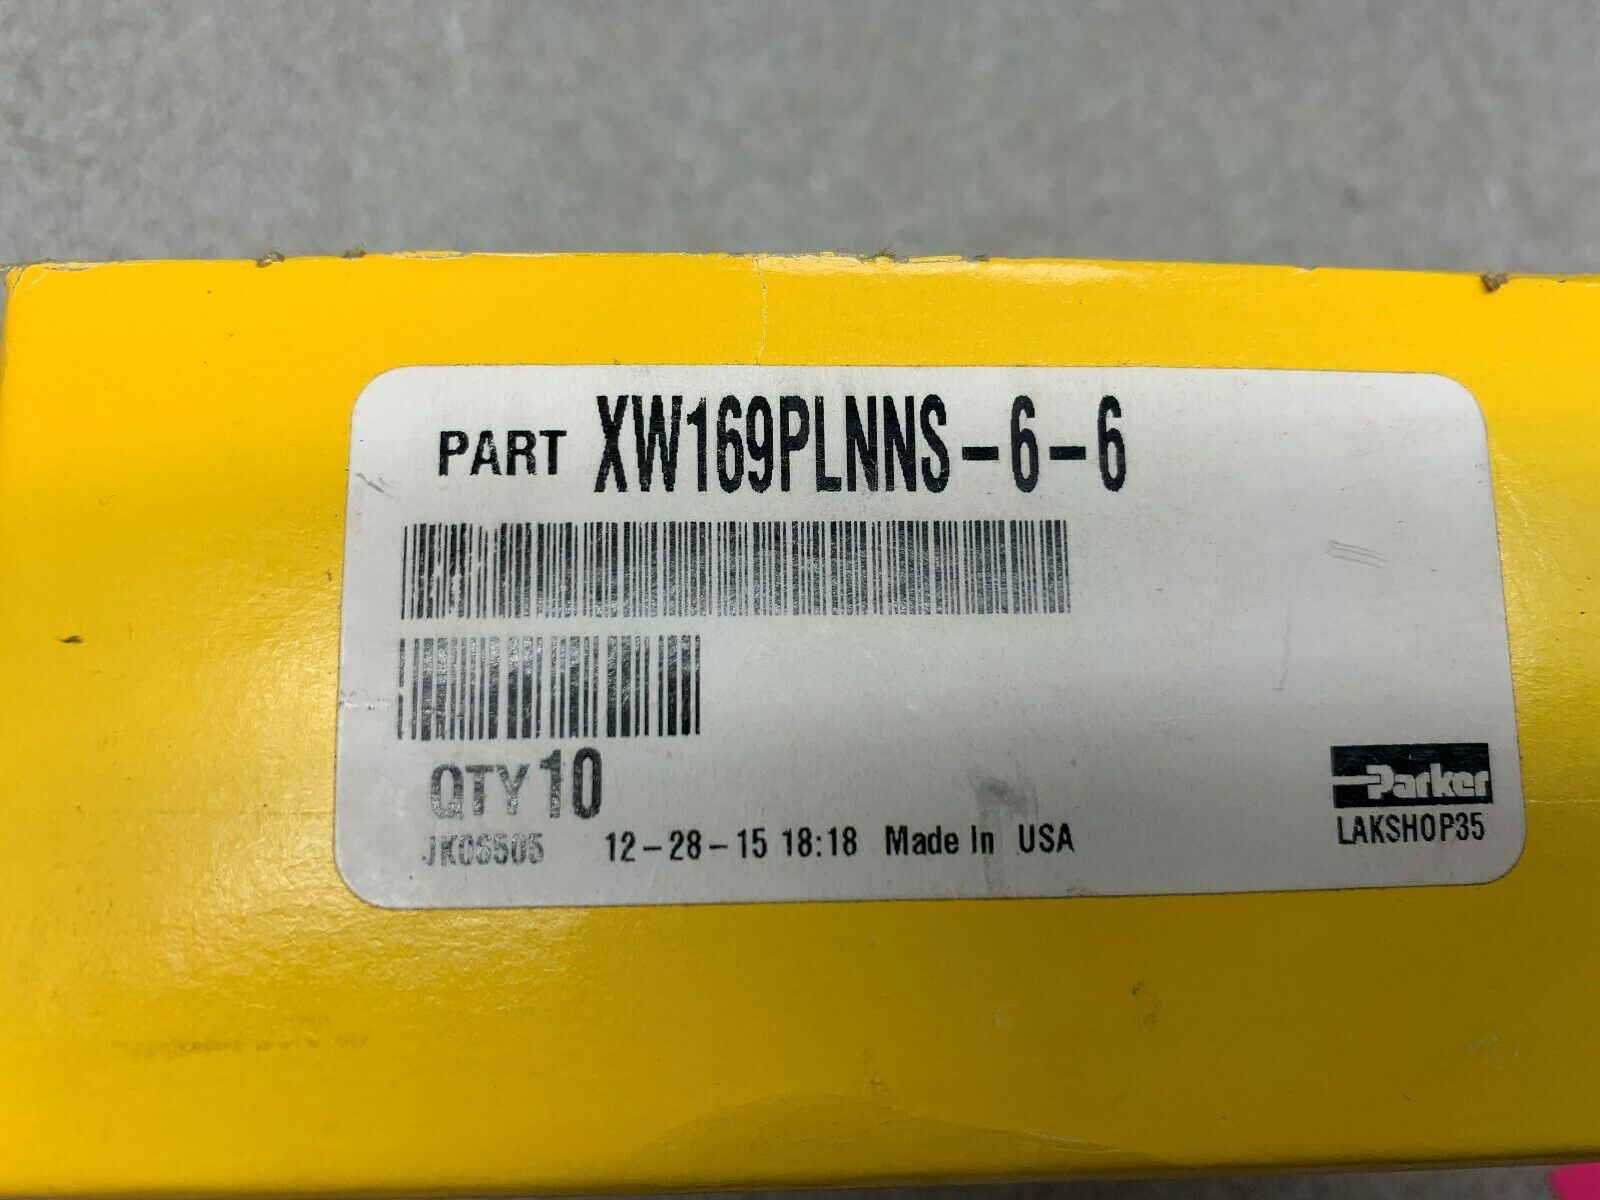 PART XW169PLNNS-6-6
QTY 10
JK06505 12-28-15 18:18 Made In USA
Parker
LAKSHOP35